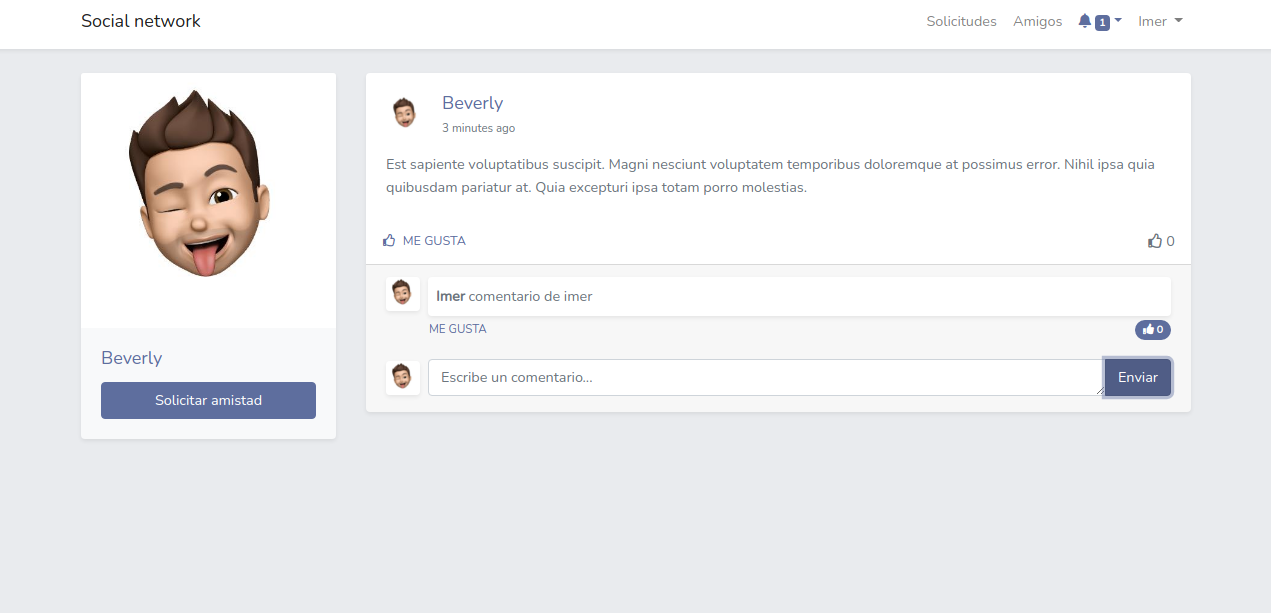 Social network
Solicitudes Amigos 1 Imer
Beverly
Solicitar amistad
Beverly
3 minutes ago
Est sapiente voluptatibus suscipit. Magni nesciunt voluptatem temporibus doloremque at possimus error. Nihil ipsa quia
quibusdam pariatur at. Quia excepturi ipsa totam porro molestias.
ME GUSTA 0
Imer comentario de imer
ME GUSTA 0
Escribe un comentario... Enviar